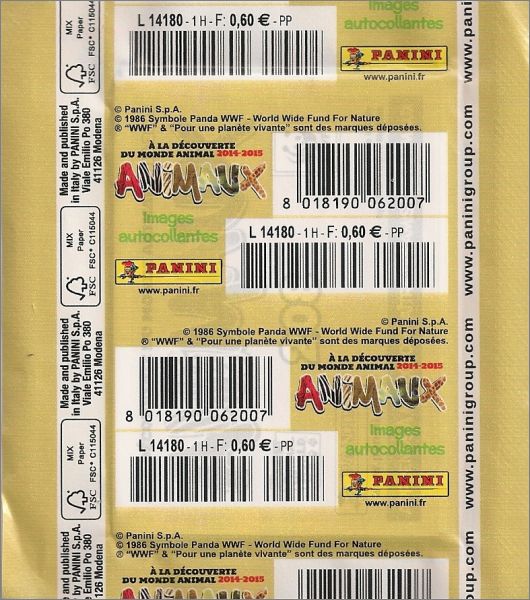 L 14180 - 1 H - F: 0,60 € - PP
Images
autocollantes
PANINI
www.panini.fr
MIX
Paper
FSC® C115044
FSC
© Panini S.p.A.
© 1986 Symbole Panda WWF - World Wide Fund For Nature
® "WWF" & "Pour une planète vivante" sont des marques déposées.
À LA DÉCOUVERTE
DU MONDE ANIMAL 2014-2015
ANIMAUX
Images
autocollantes
PANINI
www.panini.fr
8 018190 062007
L 14180 - 1 H - F: 0,60 € - PP
Made and published
in Italy by PANINI S.p.A.
Viale Emilio Po 380
41126 Modena
MIX
Paper
FSC® C115044
FSC
www.paninigroup.com
© Panini S.p.A.
© 1986 Symbole Panda WWF - World Wide Fund For Nature
® "WWF" & "Pour une planète vivante" sont des marques déposées.
8 018190 062007
À LA DÉCOUVERTE
DU MONDE ANIMAL 2014-2015
ANIMAUX
Images
autocollantes
L 14180 - 1 H - F: 0,60 € - PP
PANINI
www.panini.fr
Made and published
in Italy by PANINI S.p.A.
Viale Emilio Po 380
41126 Modena
MIX
Paper
FSC® C115044
FSC
www.paninigroup.com
© Panini S.p.A.
© 1986 Symbole Panda WWF - World Wide Fund For Nature
® "WWF" & "Pour une planète vivante" sont des marques déposées.
À LA DÉCOUVERTE
DU MONDE ANIMAL 2014-2015
ANIMAUX